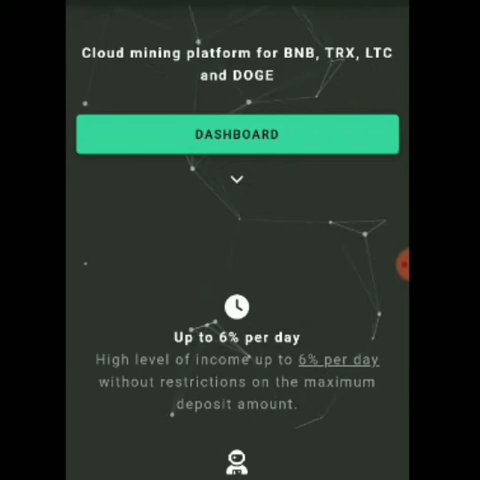 Cloud mining platform for BNB, TRX, LTC
and DOGE
DASHBOARD
Up to 6% per day
High level of income up to 6% per day
without restrictions on the maximum
deposit amount.